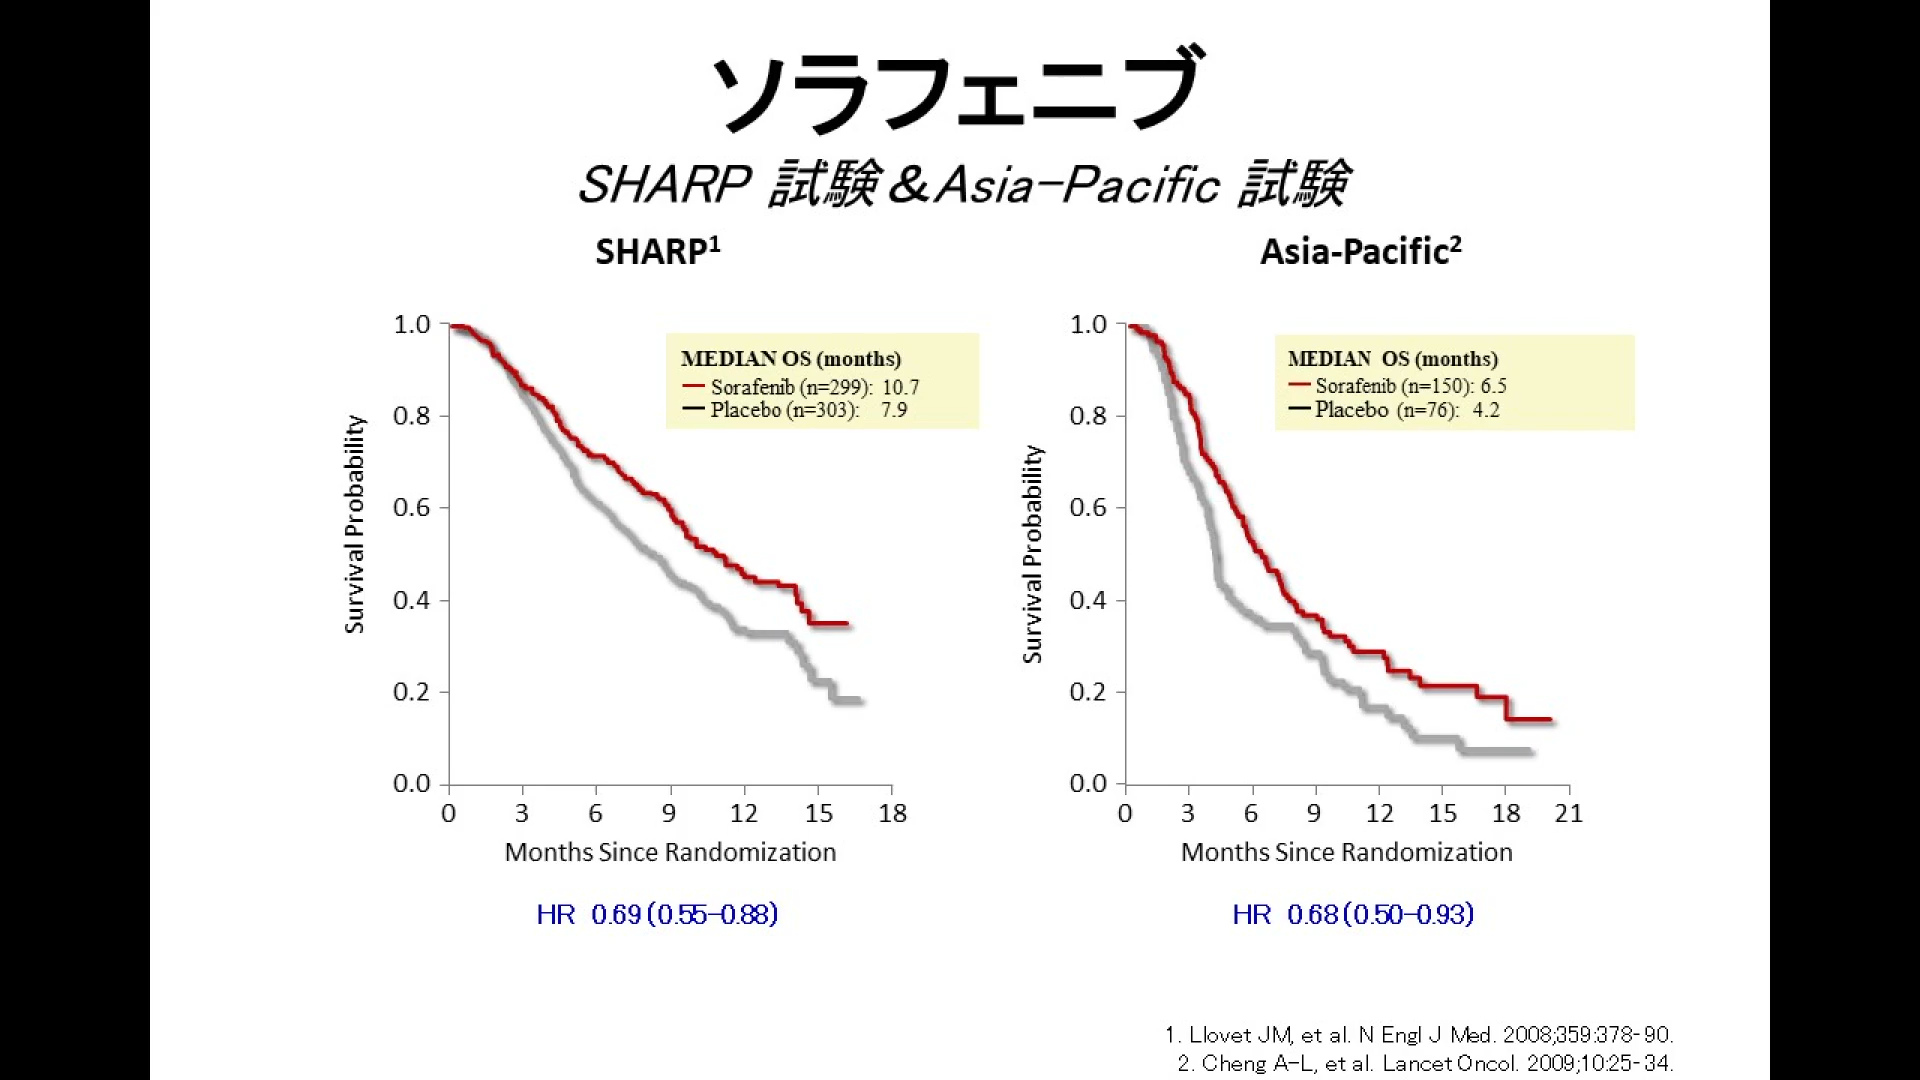 ソラフェニブ
SHARP 試験&Asia-Pacific 試験
SHARP1
Survival Probability
1.0
0.8
0.6
0.4
0.2
0.0
0 3 6 9 12 15 18
Months Since Randomization
MEDIAN OS (months)
Sorafenib (n=299): 10.7
Placebo (n=303): 7.9
HR 0.69(0.55-0.88)
Asia-Pacific2
Survival Probability
1.0
0.8
0.6
0.4
0.2
0.0
0 3 6 9 12 15 18 21
Months Since Randomization
MEDIAN OS (months)
Sorafenib (n=150): 6.5
Placebo (n=76): 4.2
HR 0.68(0.50-0.93)
1. Llovet JM, et al. N Engl J Med. 2008;359:378-90.
2. Cheng A-L, et al. Lancet Oncol. 2009;10:25-34.